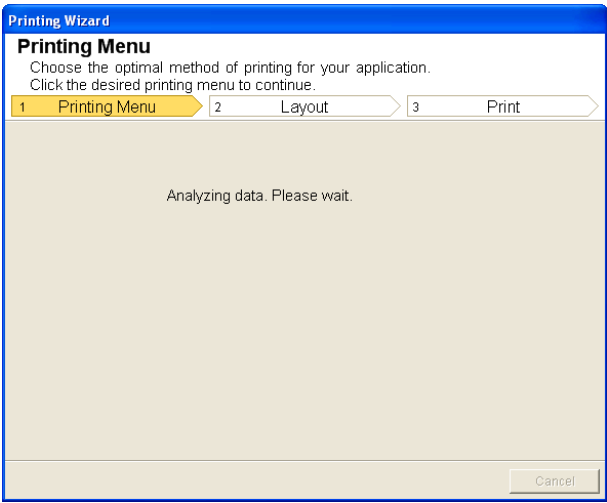 Printing Wizard
Printing Menu
Choose the optimal method of printing for your application.
Click the desired printing menu to continue.
1 Printing Menu 2 Layout 3 Print
Analyzing data. Please wait.
Cancel